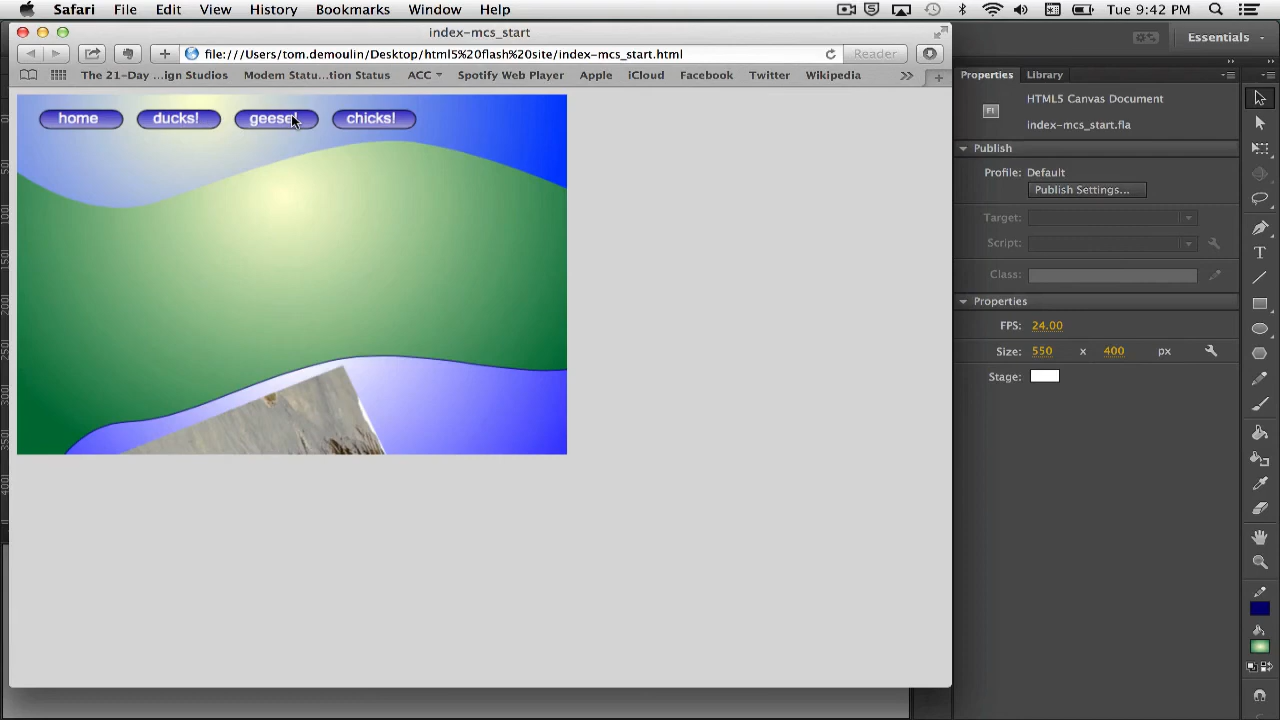 Safari File Edit View History Bookmarks Window Help Tue 9:42 PM
index-mcs_start
file:///Users/tom.demoulin/Desktop/html5%20flash%20site/index-mcs_start.html Reader
The 21-Day ...ign Studios Modern Statu...tion Status ACC Spotify Web Player Apple iCloud Facebook Twitter Wikipedia
home ducks! geese! chicks!
Essentials
Properties Library
Fl HTML5 Canvas Document
index-mcs_start.fla
Publish
Profile: Default
Publish Settings...
Target:
Script:
Class:
Properties
FPS: 24.00
Size: 550 x 400 px
Stage: